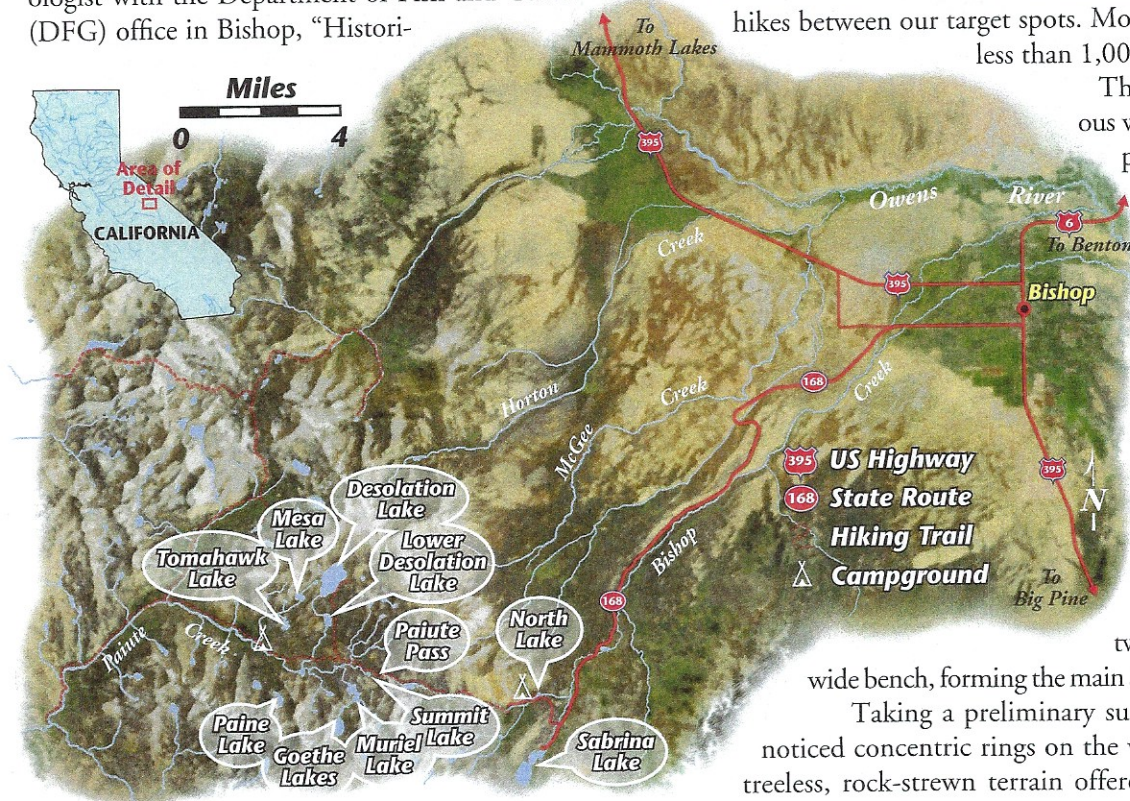 (DFG) office in Bishop, “Histori-
hikes between our target spots. Mo
less than 1,00
Th
ous v
p
Miles
0
4
Area of
Detail
CALIFORNIA
To
Mammoth Lakes
395
Owens
River
6
To Benton
Creek
395
Bishop
168
Creek
Horton
Creek
McGee
Bishop
168
395
N
To
Big Pine
395 US Highway
168 State Route
Hiking Trail
Campground
Desolation
Lake
Mesa
Lake
Lower
Desolation
Lake
Tomahawk
Lake
Paiute
Creek
Paiute
Pass
North
Lake
Paine
Lake
Goethe
Lakes
Muriel
Lake
Summit
Lake
Sabrina
Lake
tw
wide bench, forming the main
Taking a preliminary su
noticed concentric rings on the
treeless, rock-strewn terrain offer